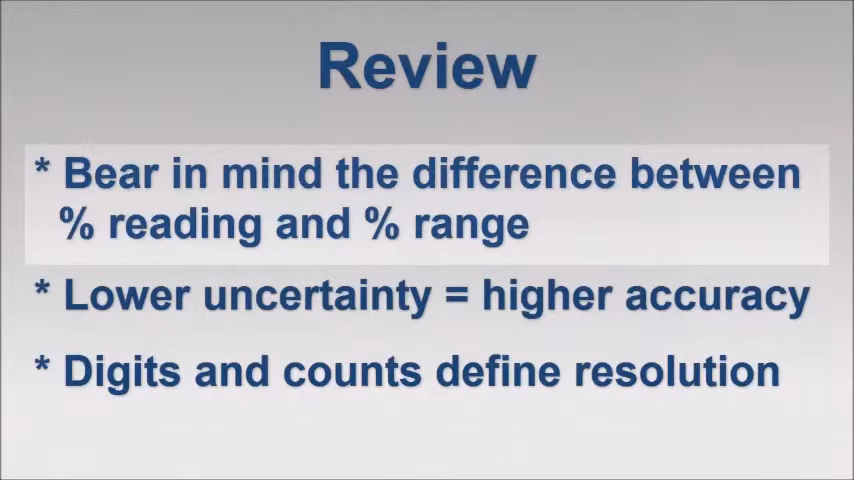 Review
* Bear in mind the difference between
% reading and % range
* Lower uncertainty = higher accuracy
* Digits and counts define resolution